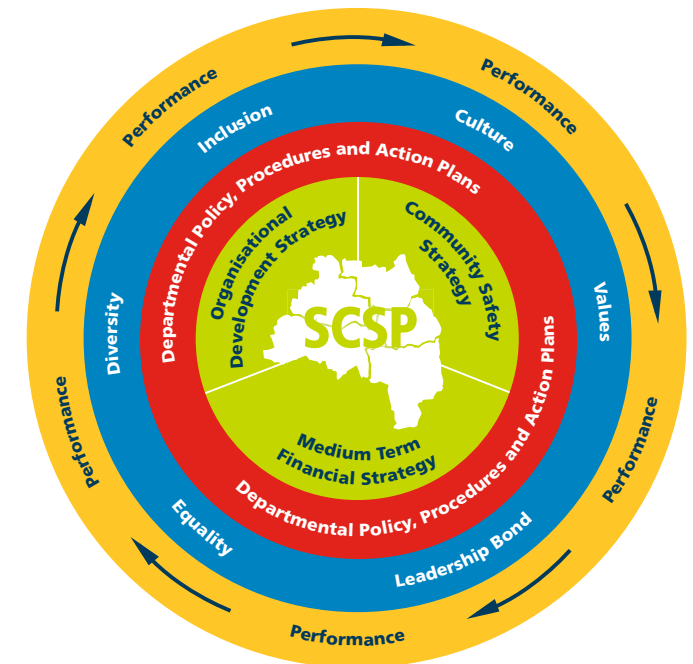 Performance
Performance
Performance
Performance
Performance
Inclusion
Culture
Values
Leadership Bond
Equality
Diversity
Departmental Policy, Procedures and Action Plans
Departmental Policy, Procedures and Action Plans
Organisational
Development Strategy
Community Safety
Strategy
Medium Term
Financial Strategy
SCSP